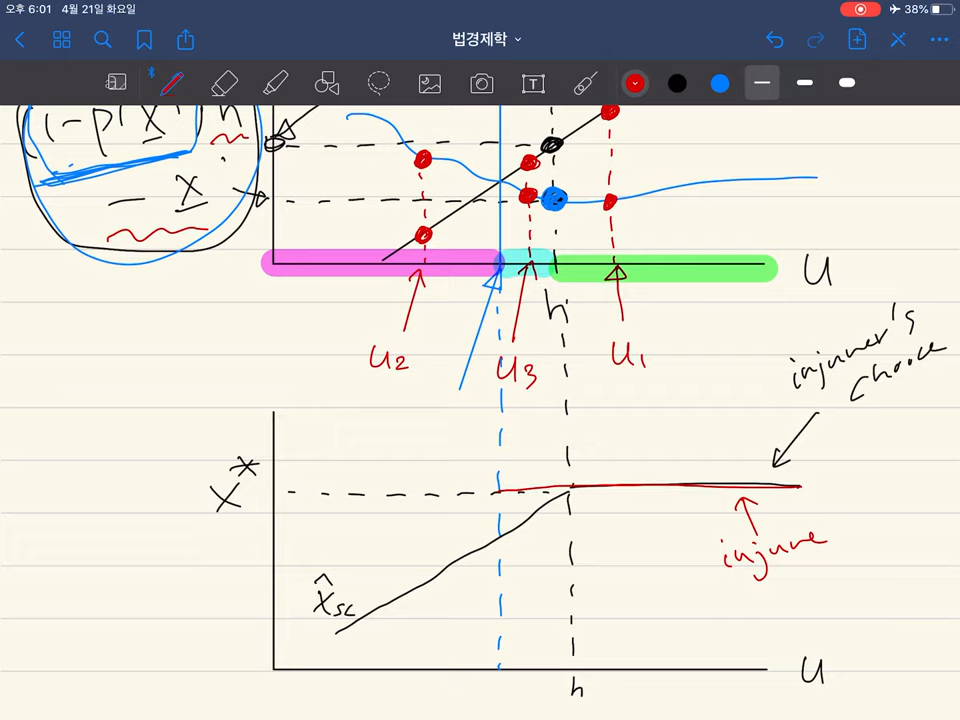 오후 6:01 4월 21일 화요일
38%
법경제학
T
(1-p(x)) h
— x
U
h
u2
u3
u1
injurer's
choice
x*
injurer
x̂sc
h
U